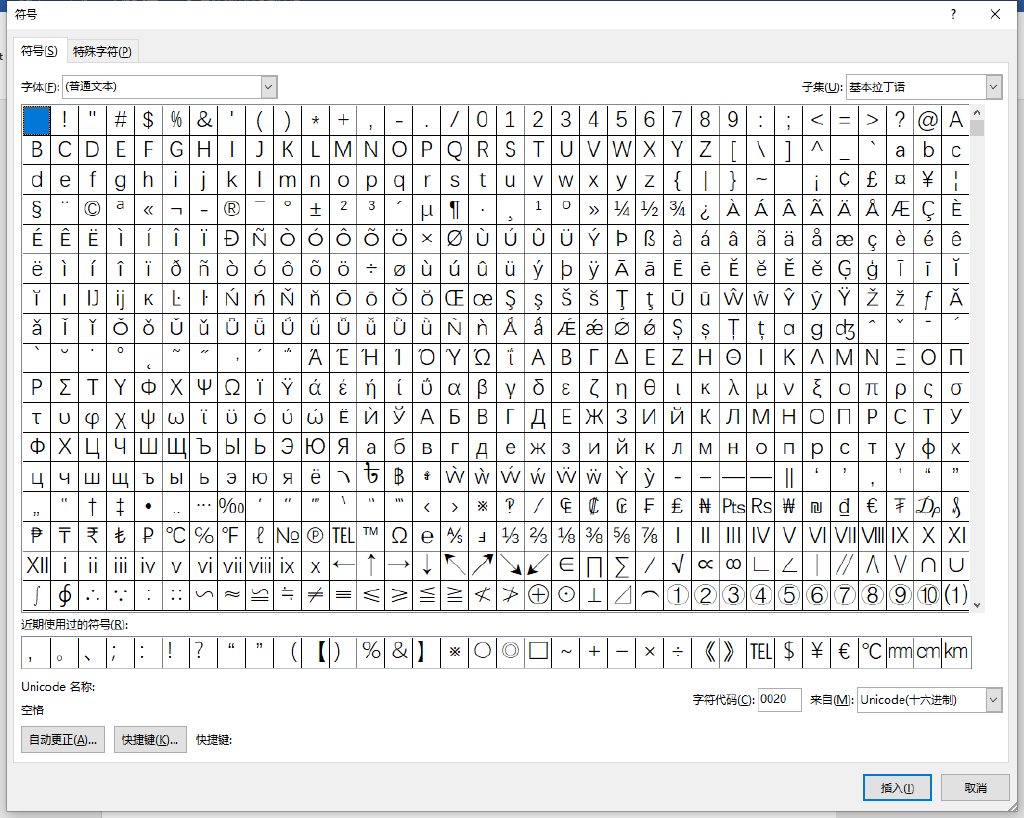 符号
符号(S) 特殊字符(P)
字体(F): (普通文本) 子集(U): 基本拉丁语
! " # $ % & ' ( ) * + , - . / 0 1 2 3 4 5 6 7 8 9 : ; < = > ? @ A
B C D E F G H I J K L M N O P Q R S T U V W X Y Z [ \ ] ^ _ ` a b c
d e f g h i j k l m n o p q r s t u v w x y z { | } ~ ¡ ¢ £ ¤ ¥ ¦
§ ¨ © ª « ¬ - ® ¯ ° ± ² ³ ´ µ ¶ · ¸ ¹ º » ¼ ½ ¾ ¿ À Á Â Ã Ä Å Æ Ç È
É Ê Ë Ì Í Î Ï Ð Ñ Ò Ó Ô Õ Ö × Ø Ù Ú Û Ü Ý Þ ß à á â ã ä å æ ç è é ê
ë ì í î ï ð ñ ò ó ô õ ö ÷ ø ù ú û ü ý þ ÿ Ā ā Ē ē Ĕ ĕ Ě ě Ģ ģ Ī ī Ĭ
ĭ ı Ĳ ĳ ĸ Ŀ ŀ Ń ń Ň ň Ō ō Ŏ ŏ Œ œ Ş ş Š š Ţ ţ Ū ū Ŵ ŵ Ŷ ŷ Ÿ Ž ž ƒ Ǎ
ǎ Ǐ ǐ Ǒ ǒ Ǔ ǔ Ǖ ǖ Ǘ ǘ Ǚ ǚ Ǜ ǜ Ǹ ǹ Ǻ ǻ Ǽ ǽ Ǿ ǿ Ș ș Ț ț ɑ ɡ ʤ ˆ ˇ ˉ ˊ
ˋ ˘ ˙ ˚ ˛ ˜ ˝ ΄ ΅ Ά Έ Ή Ί Ό Ύ Ώ ΐ Α Β Γ Δ Ε Ζ Η Θ Ι Κ Λ Μ Ν Ξ Ο Π
Ρ Σ Τ Υ Φ Χ Ψ Ω Ϊ Ϋ ά έ ή ί ΰ α β γ δ ε ζ η θ ι κ λ μ ν ξ ο π ρ ς σ
τ υ φ χ ψ ω ϊ ϋ ό ύ ώ Ё Ѝ Ў А Б В Г Д Е Ж З И Й К Л М Н О П Р С Т У
Ф Х Ц Ч Ш Щ Ъ Ы Ь Э Ю Я а б в г д е ж з и й к л м н о п р с т у ф х
ц ч ш щ ъ ы ь э ю я ё ฿ Ẁ ẁ Ẃ ẃ Ẅ ẅ Ỳ ỳ ‐ – — ― ‖ ‘ ’ ‚ ‛ “ ”
„ ‟ † ‡ • ‥ … ‰ ′ ″ ‴ ‵ ‶ ‷ ‹ › ※ ⁄ ₠ ₡ ₢ ₣ ₤ ₦ ₧ ₨ ₩ ₪ ₫ € ₮ ₯ ₰
₱ ₸ ₹ ₺ ₽ ℃ ℅ ℉ ℓ № ℗ ℡ ™ Ω ℮ ⅍ ⅎ ⅓ ⅔ ⅛ ⅜ ⅝ ⅞ Ⅰ Ⅱ Ⅲ Ⅳ Ⅴ Ⅵ Ⅶ Ⅷ Ⅸ Ⅹ Ⅺ
Ⅻ ⅰ ⅱ ⅲ ⅳ ⅴ ⅵ ⅶ ⅷ ⅸ ⅹ ← ↑ → ↓ ↖ ↗ ↘ ↙ ∈ ∏ ∑ ∕ √ ∝ ∞ ∟ ∠ ∣ ∥ ∧ ∨ ∩ ∪
∫ ∮ ∴ ∵ ∶ ∷ ∽ ≈ ≌ ≒ ≠ ≡ ≤ ≥ ≦ ≧ ≮ ≯ ⊕ ⊙ ⊥ ⊿ ⌒ ① ② ③ ④ ⑤ ⑥ ⑦ ⑧ ⑨ ⑩ ⑴
近期使用过的符号(R):
, 。 、 ; : ! ? “ ” ( 【 ) % & 】 ※ ○ ◎ □ ~ + − × ÷ 《 》 ℡ $ ¥ € ℃ ㎜ ㎝ km
Unicode 名称:
空格
字符代码(C): 0020 来自(M): Unicode(十六进制)
自动更正(A)... 快捷键(K)... 快捷键:
插入(I) 取消